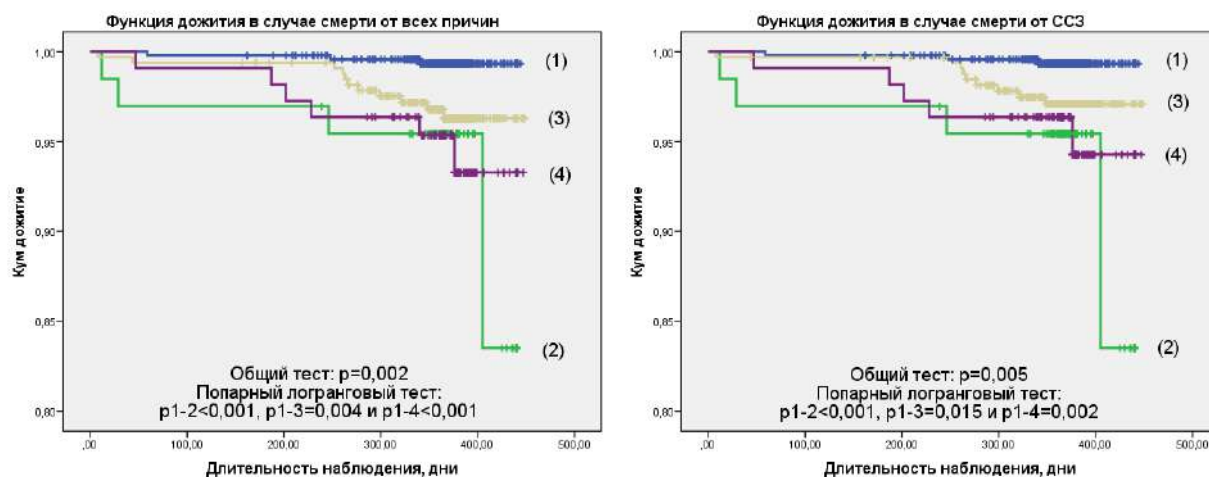 Функция дожития в случае смерти от всех причин
1,00
0,95
0,90
0,85
0,80
Кум дожитие
(1)
(3)
(4)
(2)
Общий тест: p=0,002
Попарный логранговый тест:
p1-2<0,001, p1-3=0,004 и p1-4<0,001
,00 100,00 200,00 300,00 400,00 500,00
Длительность наблюдения, дни
Функция дожития в случае смерти от ССЗ
1,00
0,95
0,90
0,85
0,80
Кум дожитие
(1)
(3)
(4)
(2)
Общий тест: p=0,005
Попарный логранговый тест:
p1-2<0,001, p1-3=0,015 и p1-4=0,002
,00 100,00 200,00 300,00 400,00 500,00
Длительность наблюдения, дни